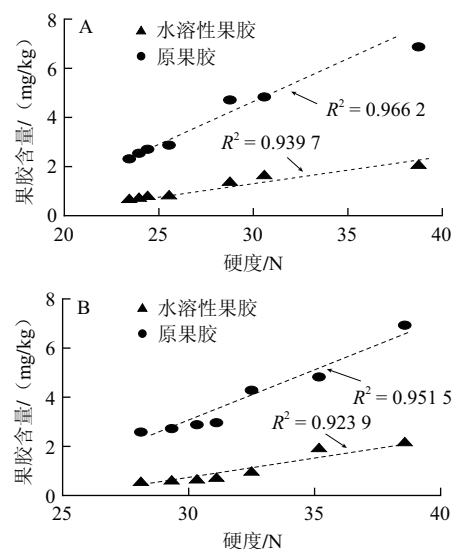 A
▲ 水溶性果胶
● 原果胶
果胶含量/（mg/kg）
8
6
4
2
0
R² = 0.966 2
R² = 0.939 7
20 25 30 35 40
硬度/N
B
▲ 水溶性果胶
● 原果胶
果胶含量/（mg/kg）
8
6
4
2
0
R² = 0.951 5
R² = 0.923 9
25 30 35 40
硬度/N